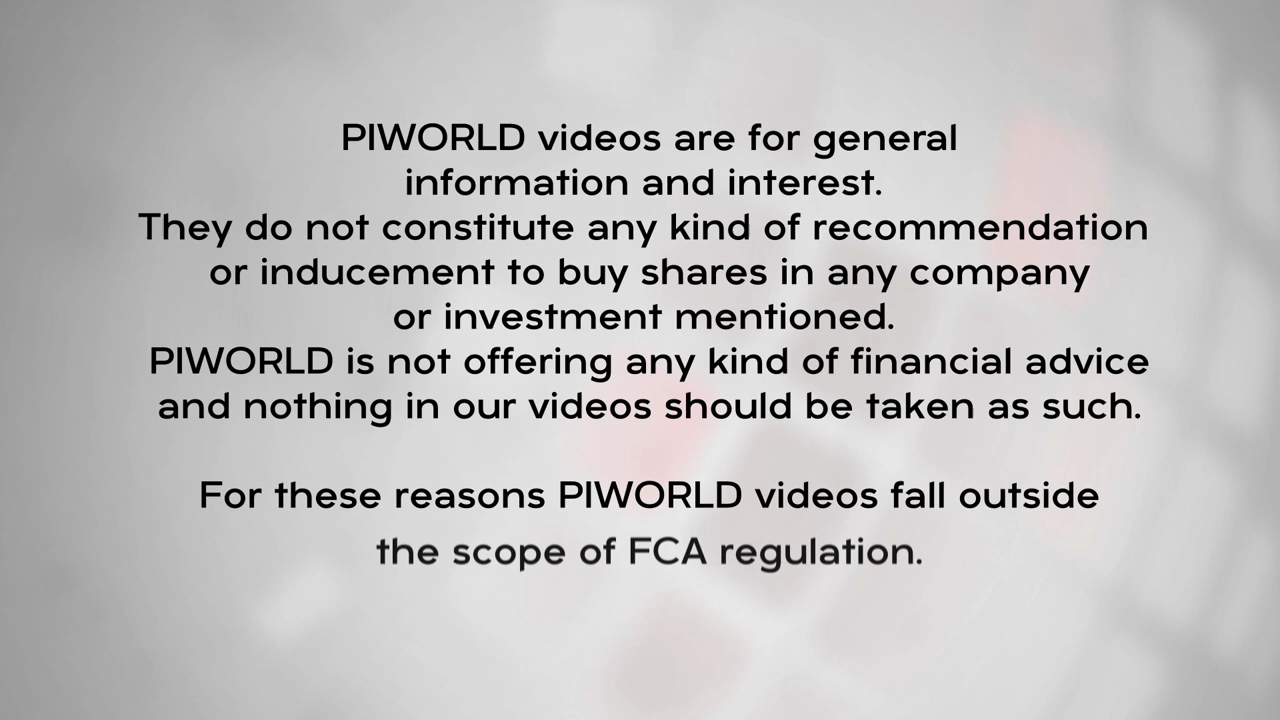 PIWORLD videos are for general
information and interest.
They do not constitute any kind of recommendation
or inducement to buy shares in any company
or investment mentioned.
PIWORLD is not offering any kind of financial advice
and nothing in our videos should be taken as such.
For these reasons PIWORLD videos fall outside
the scope of FCA regulation.